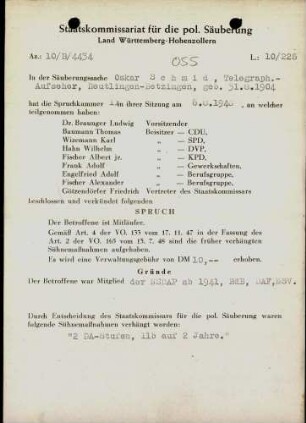 Staatskommissariat für die pol. Säuberung
Land Württemberg-Hohenzollern
Az.: 10/B/4434
L.: 10/226
OSS
In der Säuberungssache Oskar Schmid, Telegraph.-
Aufseher, Reutlingen-Betzingen, geb. 31.8.1904
hat die Spruchkammer in ihrer Sitzung am 6.8.1948, an welcher
teilgenommen haben:
Dr. Brauniger Ludwig Vorsitzender
Baumann Thomas Beisitzer — CDU,
Wizemann Karl „ — SPD,
Hahn Wilhelm „ — DVP,
Fischer Albert jr. „ — KPD,
Frank Adolf „ — Gewerkschaften,
Engelfried Adolf „ — Berufsgruppe,
Fischer Alexander „ — Berufsgruppe,
Götzendörfer Friedrich Vertreter des Staatskommissars
beschlossen und verkündet folgenden
SPRUCH
Der Betroffene ist Mitläufer.
Gemäß Art. 4 der VO. 133 vom 17. 11. 47 in der Fassung des
Art. 2 der VO. 165 vom 13. 7. 48 sind die früher verhängten
Sühnemaßnahmen aufgehoben.
Es wird eine Verwaltungsgebühr von DM 10,-- erhoben.
Gründe
Der Betroffene war Mitglied der NSDAP ab 1941, RDB, DAF, NSV.
Durch Entscheidung des Staatskommissars für die pol. Säuberung waren
folgende Sühnemaßnahmen verhängt worden:
"2 DA-Stufen, 11b auf 2 Jahre."